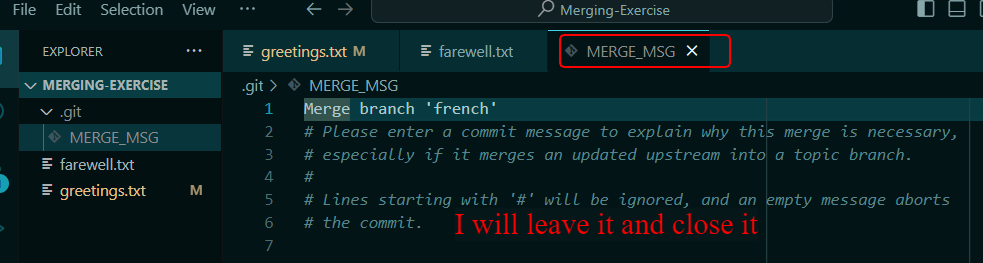 File Edit Selection View ... Merging-Exercise
EXPLORER ... greetings.txt M farewell.txt MERGE_MSG
MERGING-EXERCISE .git > MERGE_MSG
.git 1 Merge branch 'french'
MERGE_MSG 2 # Please enter a commit message to explain why this merge is necessary,
farewell.txt 3 # especially if it merges an updated upstream into a topic branch.
greetings.txt M 4 #
5 # Lines starting with '#' will be ignored, and an empty message aborts
6 # the commit. I will leave it and close it
7